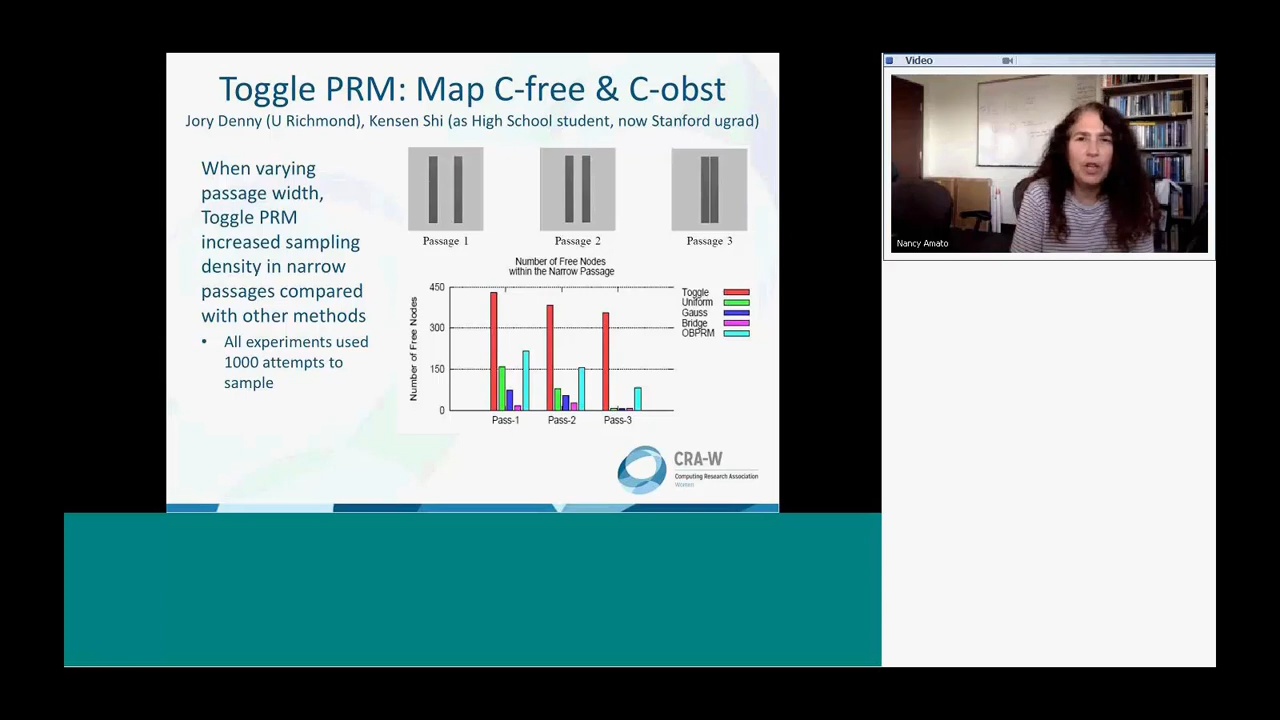 Toggle PRM: Map C-free & C-obst
Jory Denny (U Richmond), Kensen Shi (as High School student, now Stanford ugrad)
When varying
passage width,
Toggle PRM
increased sampling
density in narrow
passages compared
with other methods
• All experiments used
1000 attempts to
sample
Passage 1
Passage 2
Passage 3
Number of Free Nodes
within the Narrow Passage
Number of Free Nodes
450
300
150
0
Pass-1
Pass-2
Pass-3
Toggle
Uniform
Gauss
Bridge
OBPRM
CRA-W
Computing Research Association
Women
Video
Nancy Amato